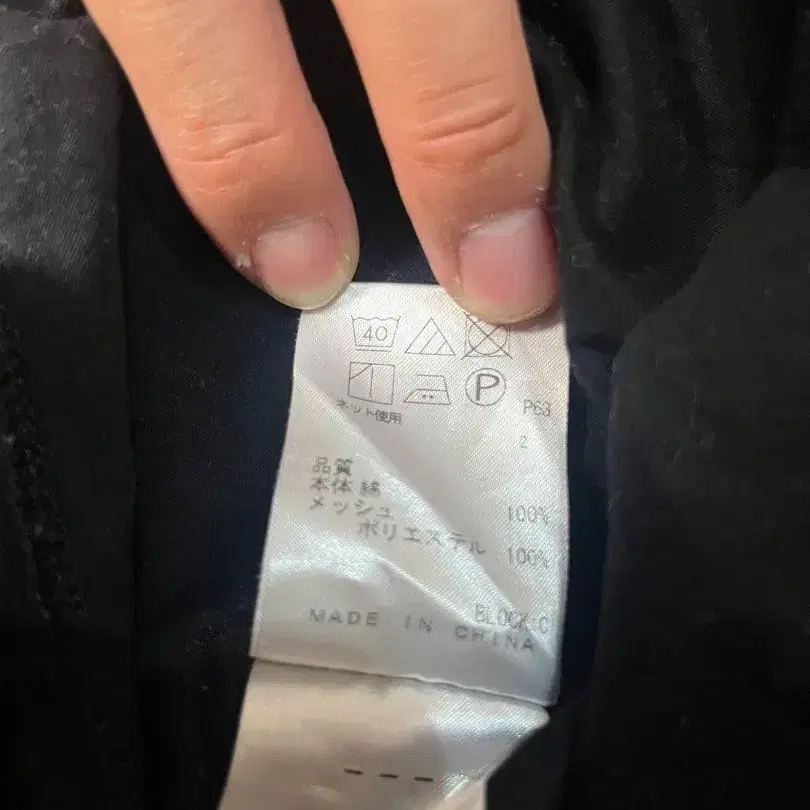 40
P
ネット使用
P63
2
品質
本体 綿 100%
メッシュ
ポリエステル 100%
BLOCK:C
MADE IN CHINA